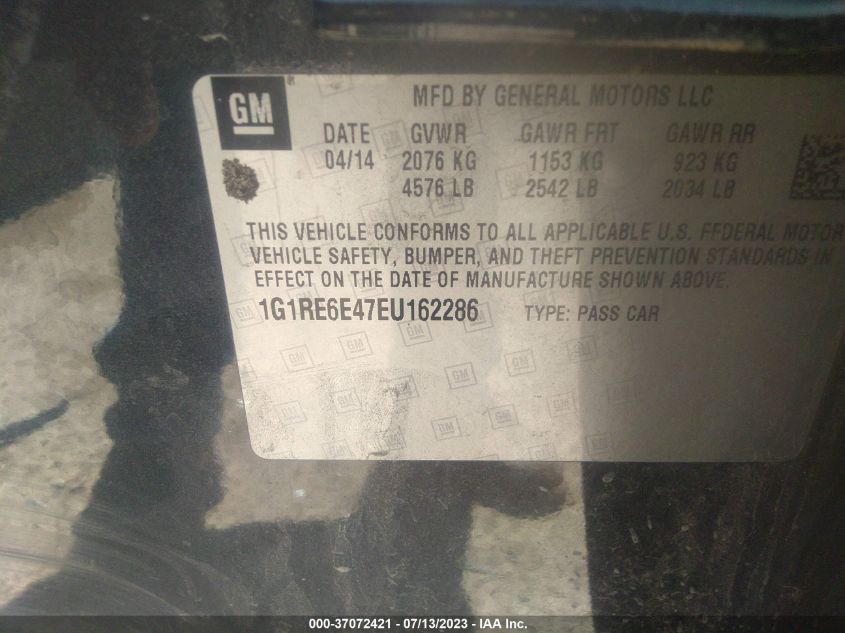 GM
MFD BY GENERAL MOTORS LLC
DATE GVWR GAWR FRT GAWR RR
04/14 2076 KG 1153 KG 923 KG
4576 LB 2542 LB 2034 LB
THIS VEHICLE CONFORMS TO ALL APPLICABLE U.S. FEDERAL MOTOR
VEHICLE SAFETY, BUMPER, AND THEFT PREVENTION STANDARDS IN
EFFECT ON THE DATE OF MANUFACTURE SHOWN ABOVE.
1G1RE6E47EU162286 TYPE: PASS CAR
000-37072421 - 07/13/2023 - IAA Inc.